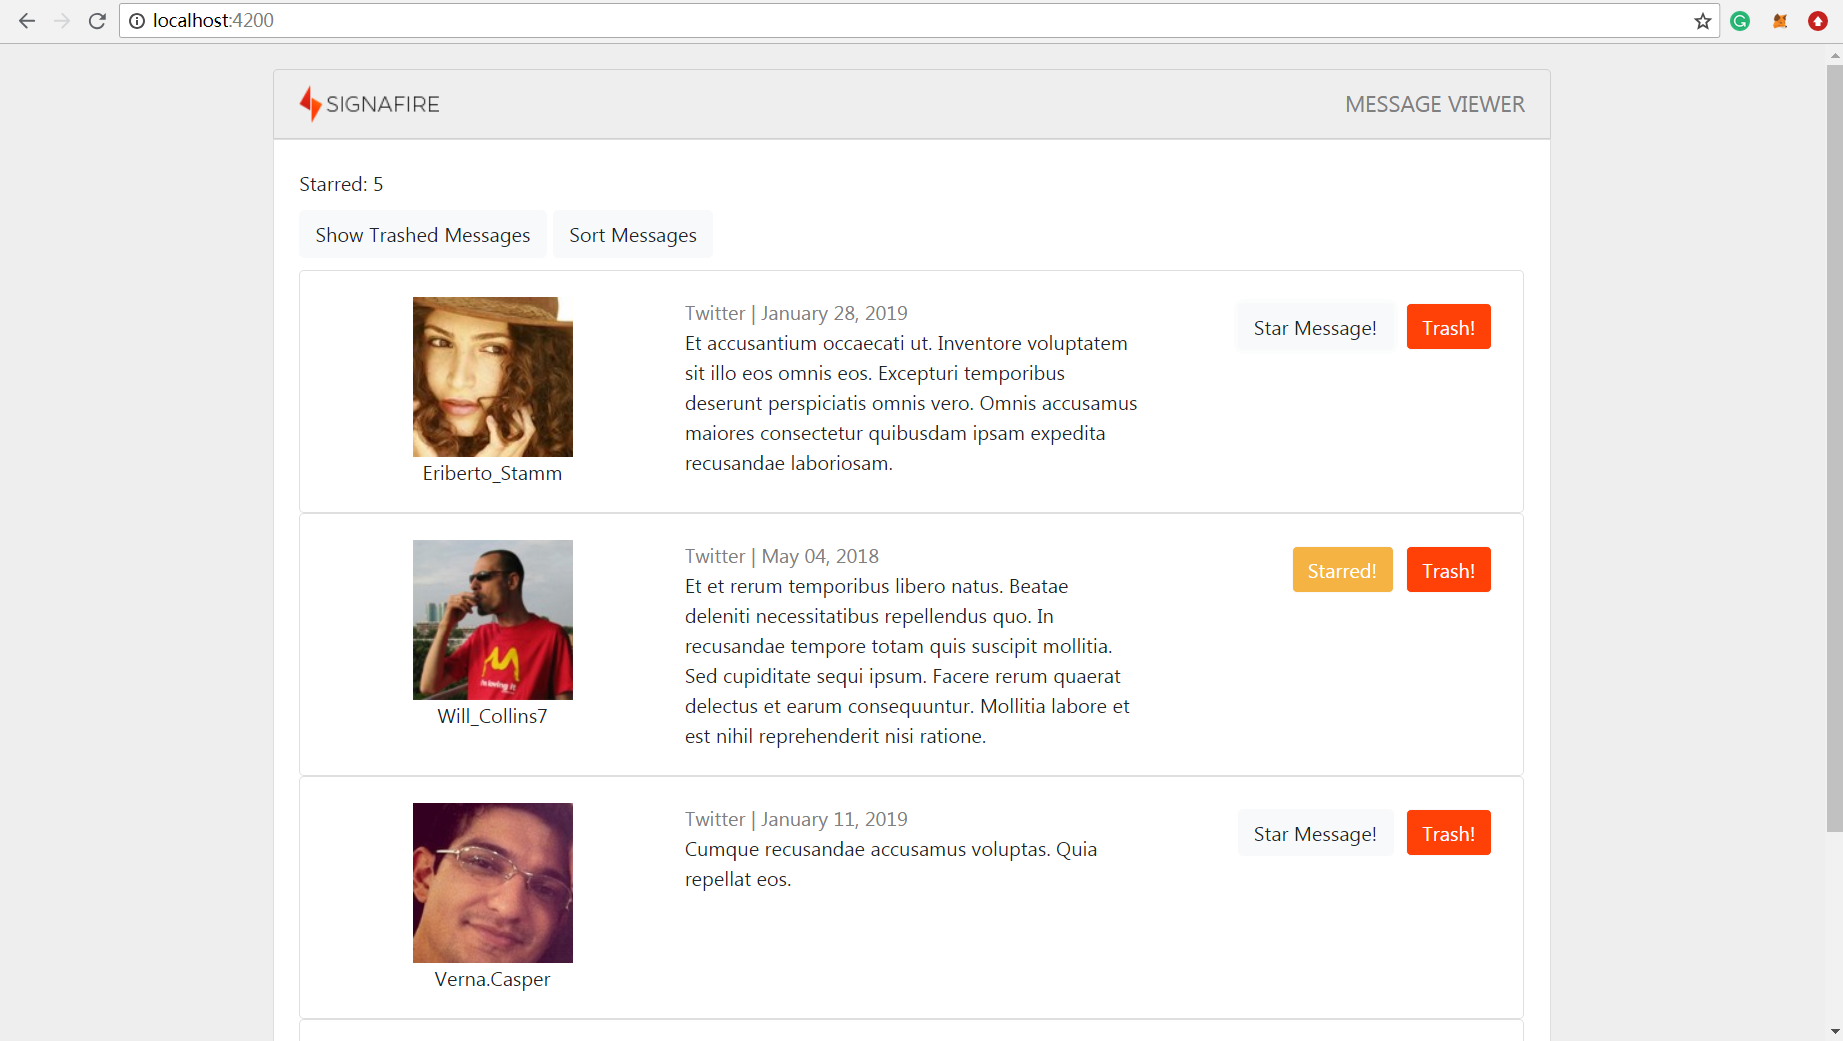 localhost:4200
SIGNAFIRE
MESSAGE VIEWER
Starred: 5
Show Trashed Messages
Sort Messages
Twitter | January 28, 2019
Et accusantium occaecati ut. Inventore voluptatem
sit illo eos omnis eos. Excepturi temporibus
deserunt perspiciatis omnis vero. Omnis accusamus
maiores consectetur quibusdam ipsam expedita
recusandae laboriosam.
Star Message!
Trash!
Eriberto_Stamm
Twitter | May 04, 2018
Et et rerum temporibus libero natus. Beatae
deleniti necessitatibus repellendus quo. In
recusandae tempore totam quis suscipit mollitia.
Sed cupiditate sequi ipsum. Facere rerum quaerat
delectus et earum consequuntur. Mollitia labore et
est nihil reprehenderit nisi ratione.
Starred!
Trash!
i'm loving it
Will_Collins7
Twitter | January 11, 2019
Cumque recusandae accusamus voluptas. Quia
repellat eos.
Star Message!
Trash!
Verna.Casper